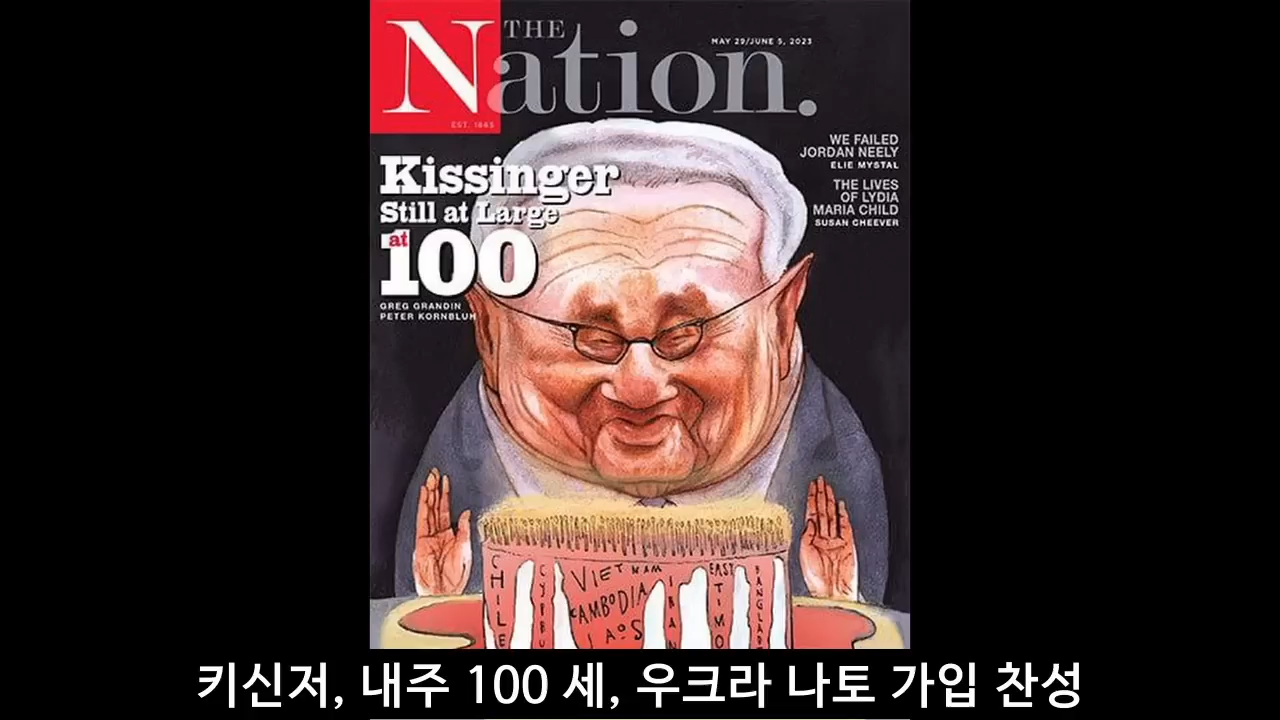 THE
Nation.
MAY 29/JUNE 5, 2023
EST. 1865
WE FAILED
JORDAN NEELY
ELIE MYSTAL
THE LIVES
OF LYDIA
MARIA CHILD
SUSAN CHEEVER
Kissinger
Still at Large
at
100
GREG GRANDIN
PETER KORNBLUH
CHILE
VIETNAM
CAMBODIA
LAOS
EAST
TIMO
키신저, 내주 100 세, 우크라 나토 가입 찬성